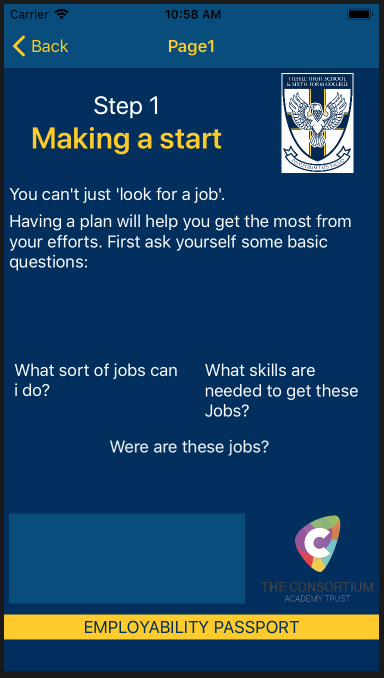 Carrier 10:58 AM
Back Page1
THISTLEY HIGH SCHOOL
& SIXTH FORM COLLEGE
Step 1
Making a start
You can't just 'look for a job'.
Having a plan will help you get the most from
your efforts. First ask yourself some basic
questions:
What sort of jobs can
i do?
What skills are
needed to get these
Jobs?
Were are these jobs?
THE CONSORTIUM
ACADEMY TRUST
EMPLOYABILITY PASSPORT